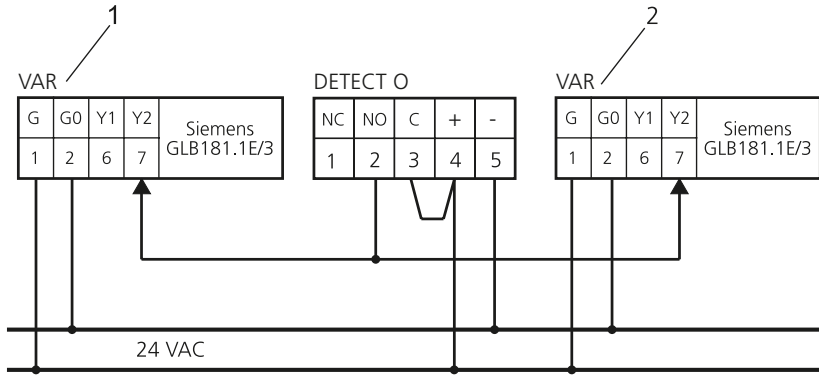 1
2
VAR
DETECT O
VAR
G G0 Y1 Y2 Siemens
GLB181.1E/3
1 2 6 7
NC NO C + -
1 2 3 4 5
G G0 Y1 Y2 Siemens
GLB181.1E/3
1 2 6 7
24 VAC